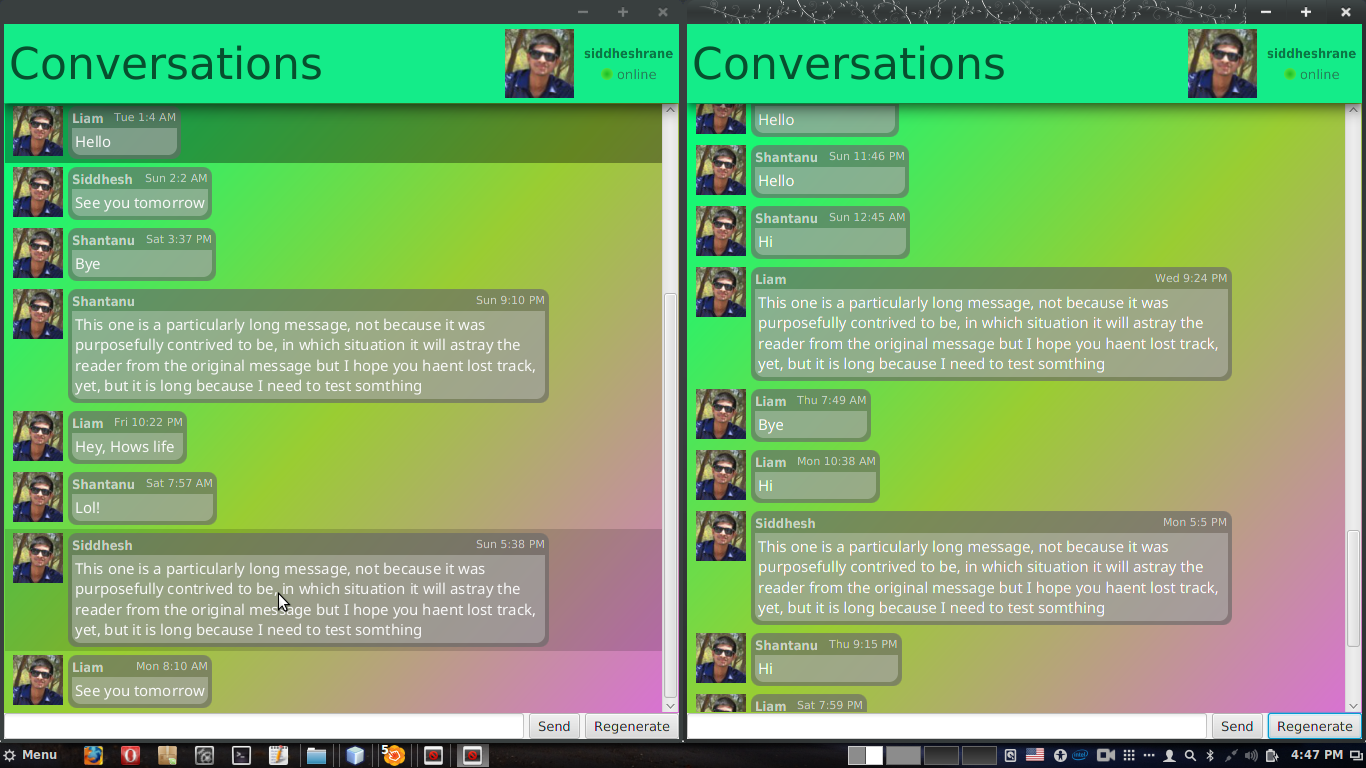 Conversations
siddheshrane
online
Liam Tue 1:4 AM
Hello
Siddhesh Sun 2:2 AM
See you tomorrow
Shantanu Sat 3:37 PM
Bye
Shantanu Sun 9:10 PM
This one is a particularly long message, not because it was
purposefully contrived to be, in which situation it will astray the
reader from the original message but I hope you haent lost track,
yet, but it is long because I need to test somthing
Liam Fri 10:22 PM
Hey, Hows life
Shantanu Sat 7:57 AM
Lol!
Siddhesh Sun 5:38 PM
This one is a particularly long message, not because it was
purposefully contrived to be, in which situation it will astray the
reader from the original message but I hope you haent lost track,
yet, but it is long because I need to test somthing
Liam Mon 8:10 AM
See you tomorrow
Send Regenerate
Conversations
siddheshrane
online
Hello
Shantanu Sun 11:46 PM
Hello
Shantanu Sun 12:45 AM
Hi
Liam Wed 9:24 PM
This one is a particularly long message, not because it was
purposefully contrived to be, in which situation it will astray the
reader from the original message but I hope you haent lost track,
yet, but it is long because I need to test somthing
Liam Thu 7:49 AM
Bye
Liam Mon 10:38 AM
Hi
Siddhesh Mon 5:5 PM
This one is a particularly long message, not because it was
purposefully contrived to be, in which situation it will astray the
reader from the original message but I hope you haent lost track,
yet, but it is long because I need to test somthing
Shantanu Thu 9:15 PM
Hi
Liam Sat 7:59 PM
Send Regenerate
Menu 5 intel 4:47 PM